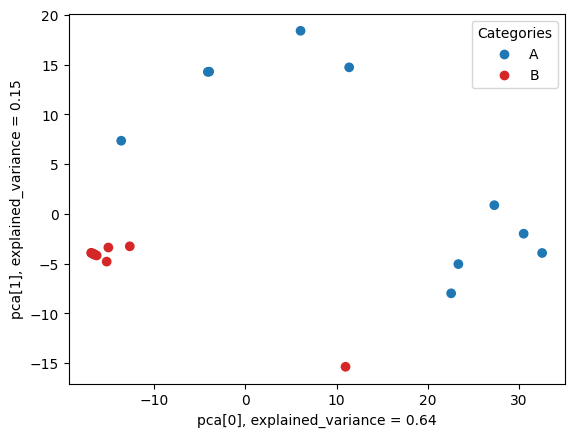 Categories
A
B
20
15
10
5
0
−5
−10
−15
pca[1], explained_variance = 0.15
−10
0
10
20
30
pca[0], explained_variance = 0.64